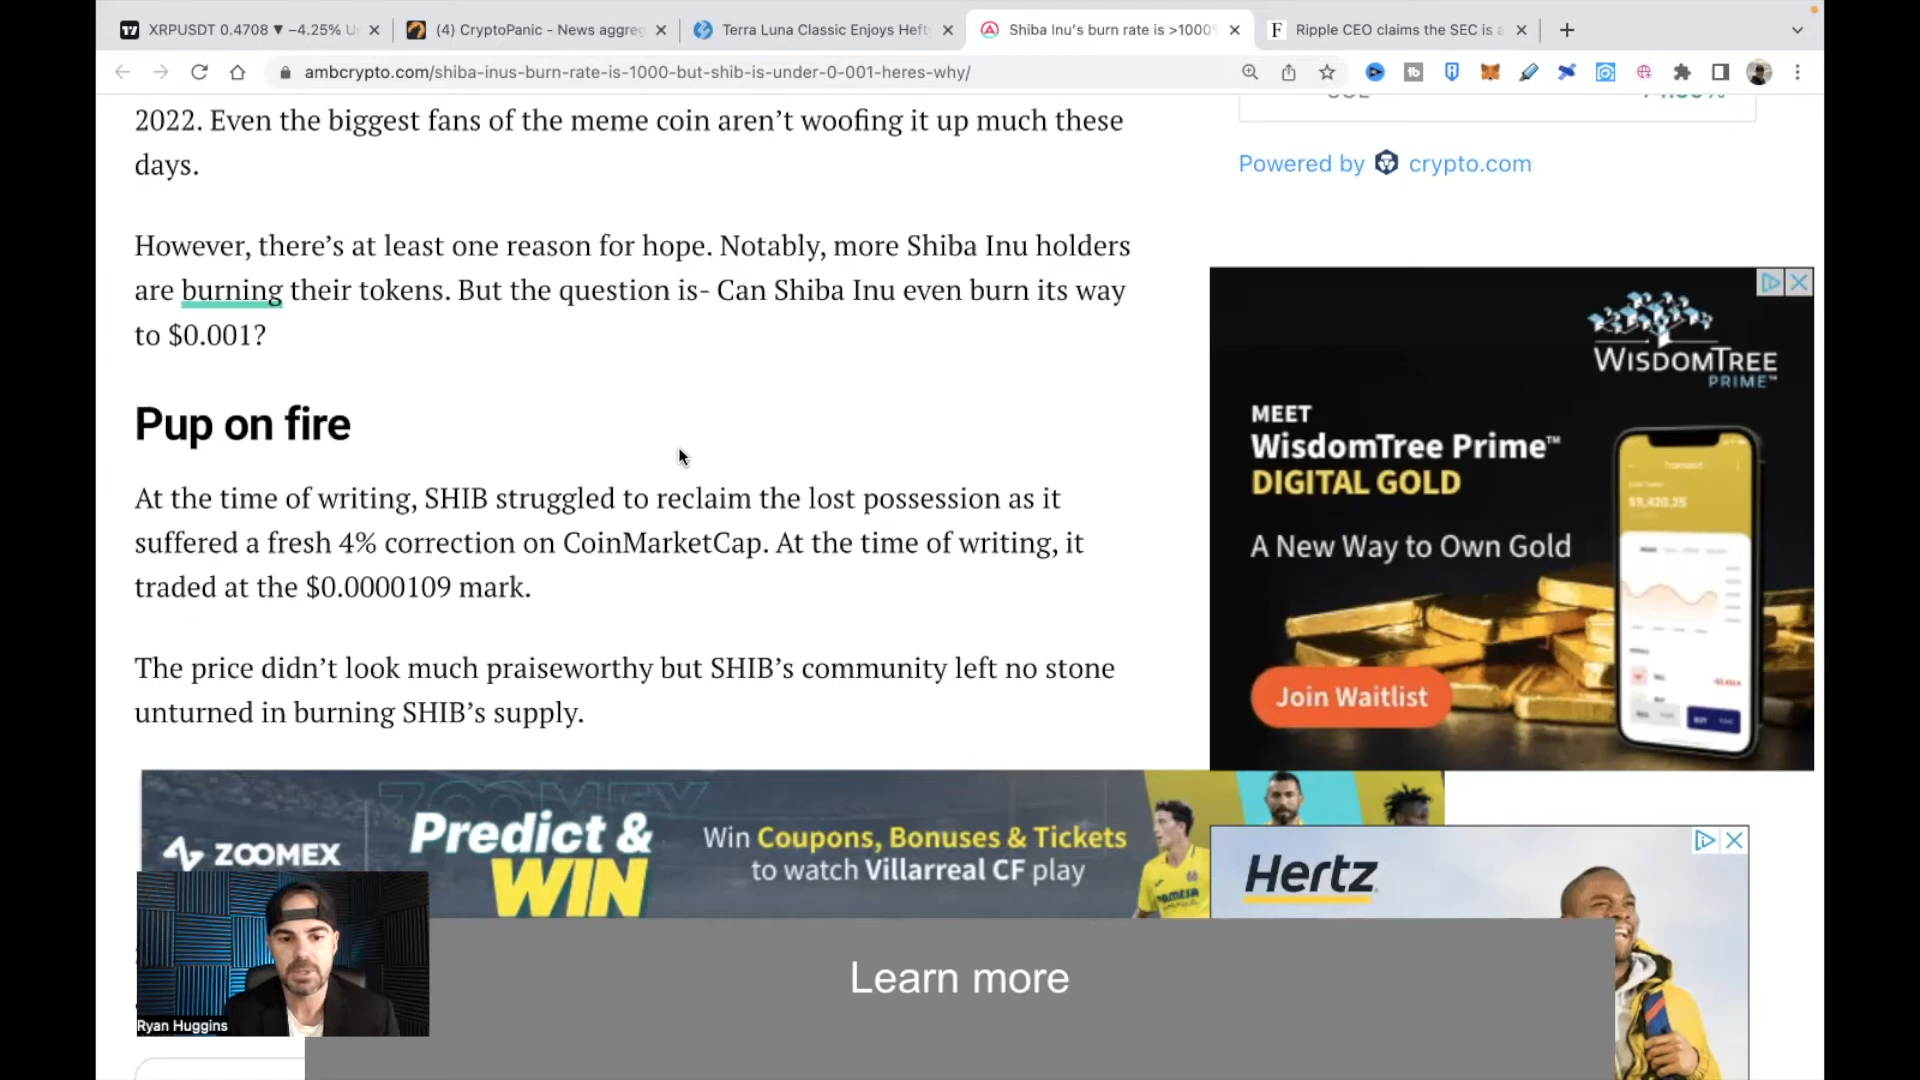 XRPUSDT 0.4708 ▼ −4.25% U
(4) CryptoPanic - News aggreg
Terra Luna Classic Enjoys Heft
Shiba Inu's burn rate is >1000
Ripple CEO claims the SEC is a
ambcrypto.com/shiba-inus-burn-rate-is-1000-but-shib-is-under-0-001-heres-why/
2022. Even the biggest fans of the meme coin aren't woofing it up much these
days.
Powered by crypto.com
However, there's at least one reason for hope. Notably, more Shiba Inu holders
are burning their tokens. But the question is- Can Shiba Inu even burn its way
to $0.001?
WISDOMTREE
PRIME™
MEET
WisdomTree Prime™
DIGITAL GOLD
A New Way to Own Gold
Join Waitlist
$9,420.25
Pup on fire
At the time of writing, SHIB struggled to reclaim the lost possession as it
suffered a fresh 4% correction on CoinMarketCap. At the time of writing, it
traded at the $0.0000109 mark.
The price didn't look much praiseworthy but SHIB's community left no stone
unturned in burning SHIB's supply.
ZOOMEX
Predict &
WIN
Win Coupons, Bonuses & Tickets
to watch Villarreal CF play
PAMESA
Hertz
Learn more
Ryan Huggins